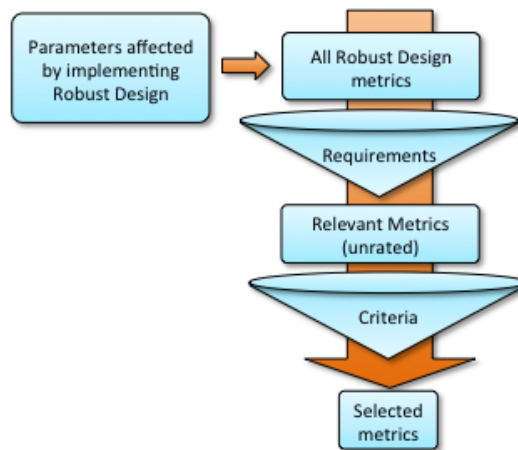 Parameters affected
by implementing
Robust Design
All Robust Design
metrics
Requirements
Relevant Metrics
(unrated)
Criteria
Selected
metrics